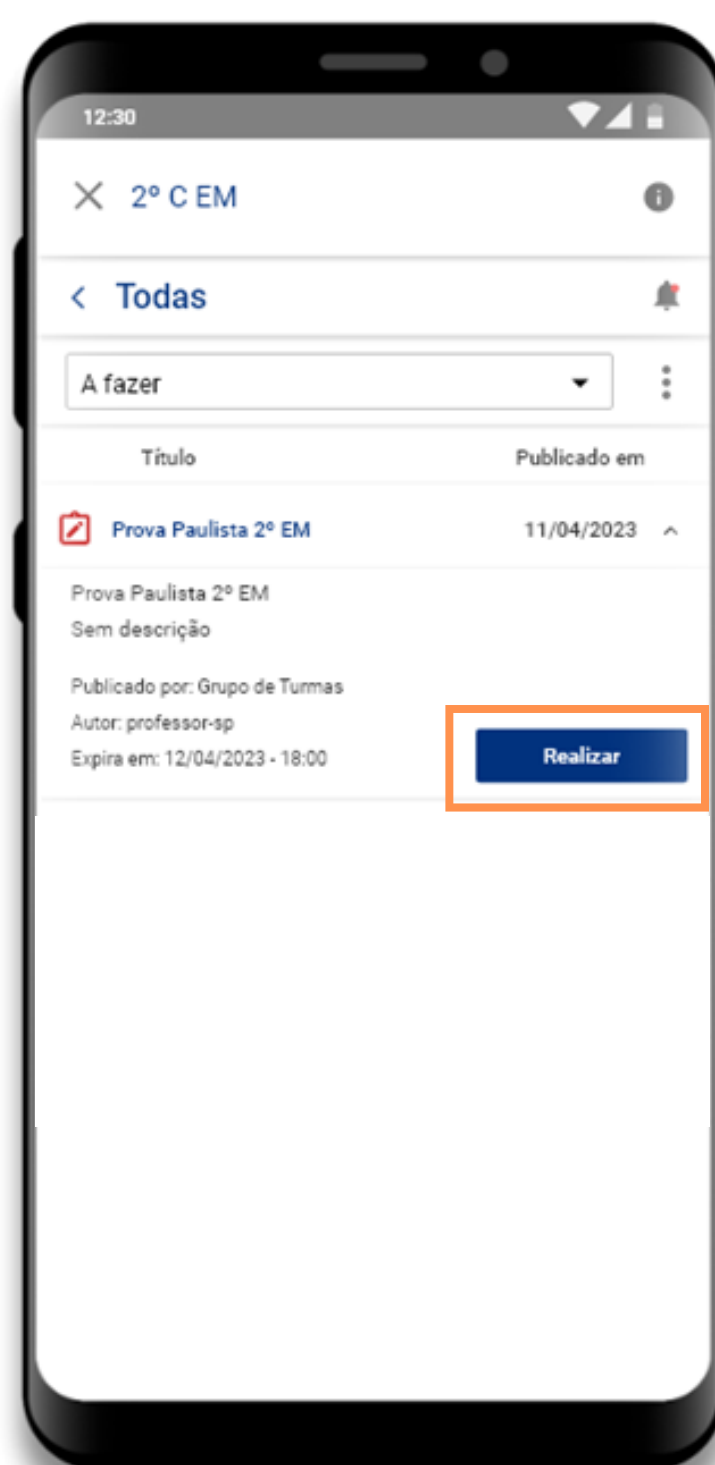 12:30
2º C EM
Todas
A fazer
Título Publicado em
Prova Paulista 2º EM 11/04/2023
Prova Paulista 2º EM
Sem descrição
Publicado por: Grupo de Turmas
Autor: professor-sp
Expira em: 12/04/2023 - 18:00
Realizar